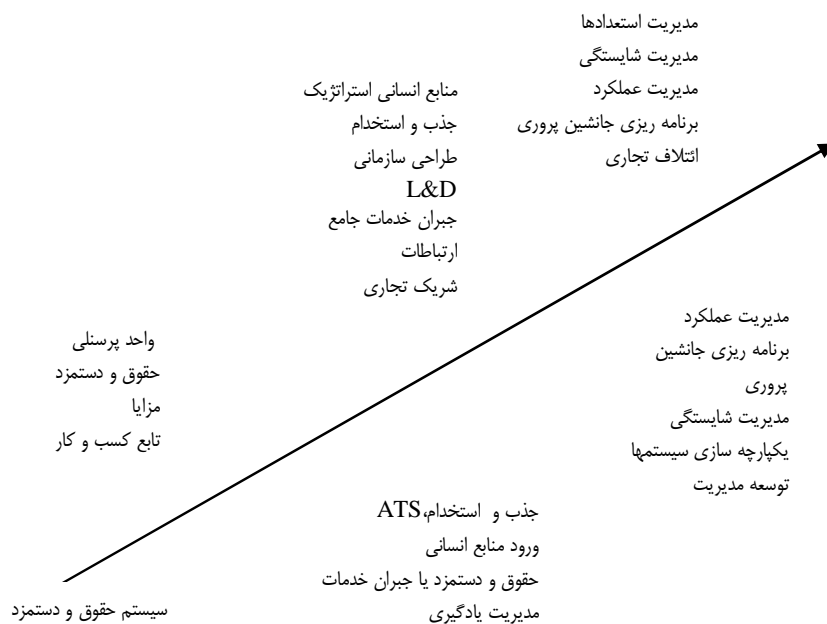 مدیریت استعدادها
مدیریت شایستگی
مدیریت عملکرد
برنامه ریزی جانشین پروری
ائتلاف تجاری
منابع انسانی استراتژیک
جذب و استخدام
طراحی سازمانی
L&D
جبران خدمات جامع
ارتباطات
شریک تجاری
واحد پرسنلی
حقوق و دستمزد
مزایا
تابع کسب و کار
مدیریت عملکرد
برنامه ریزی جانشین
پروری
مدیریت شایستگی
یکپارچه سازی سیستمها
توسعه مدیریت
جذب و استخدام،ATS
ورود منابع انسانی
حقوق و دستمزد یا جبران خدمات
مدیریت یادگیری
سیستم حقوق و دستمزد